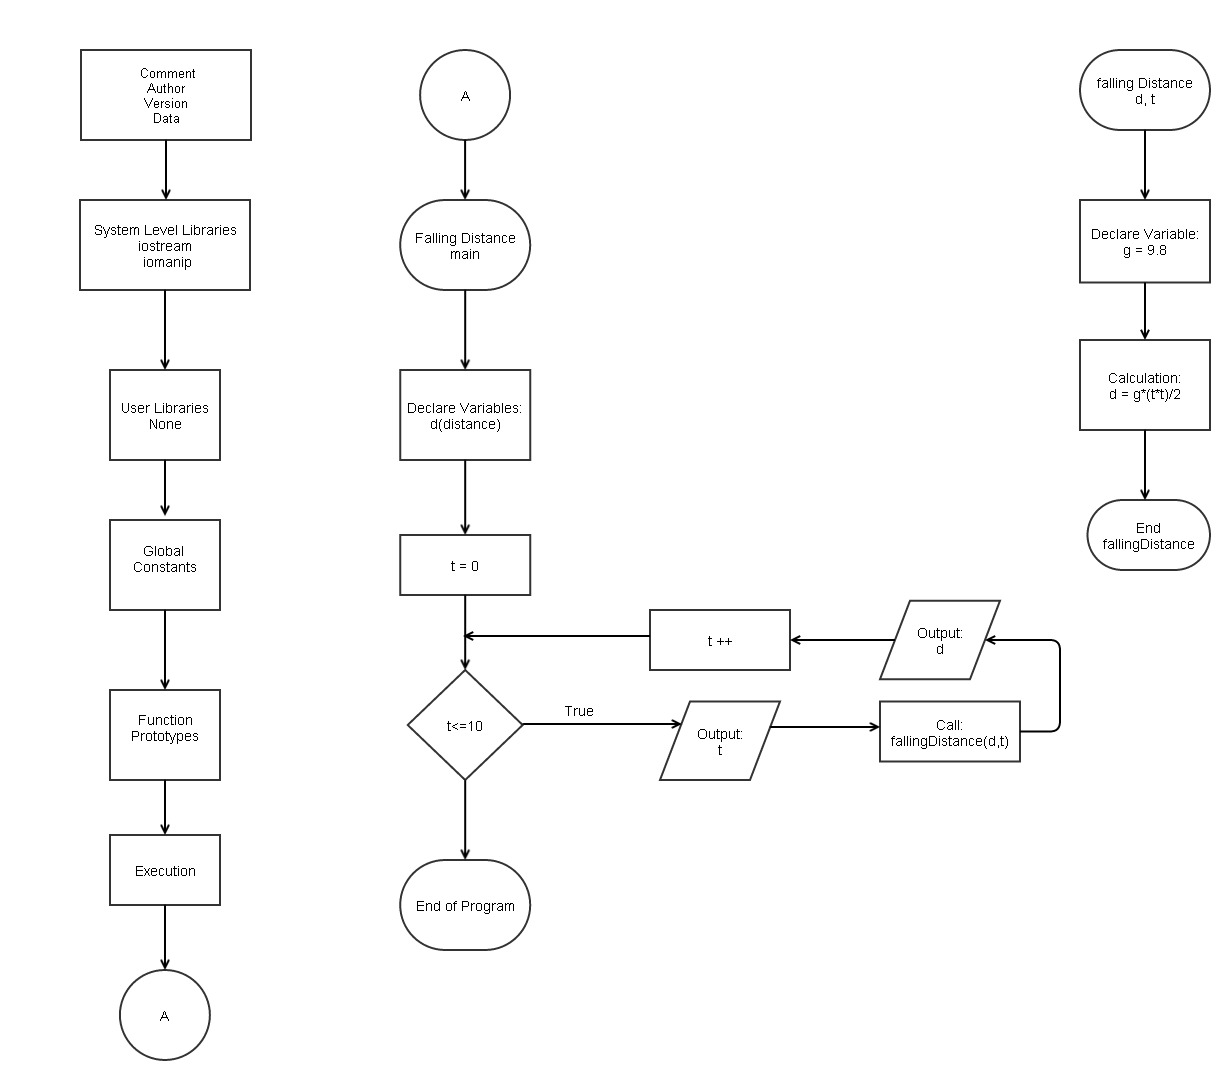 Comment
Author
Version
Data
System Level Libraries
iostream
iomanip
User Libraries
None
Global
Constants
Function
Prototypes
Execution
A
A
Falling Distance
main
Declare Variables:
d(distance)
t = 0
t<=10
True
Output:
t
Call:
fallingDistance(d,t)
Output:
d
t ++
End of Program
falling Distance
d, t
Declare Variable:
g = 9.8
Calculation:
d = g*(t*t)/2
End
fallingDistance